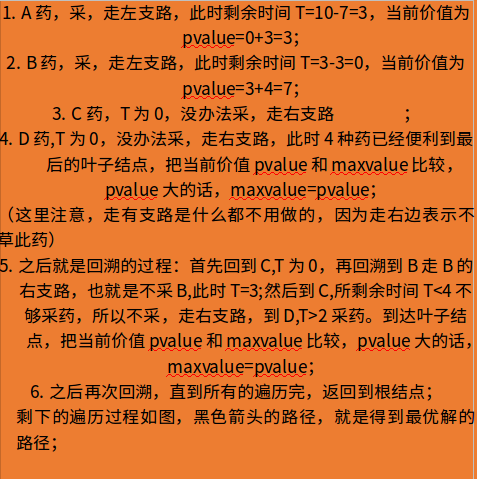 1. A 药，采，走左支路，此时剩余时间 T=10-7=3，当前价值为
pvalue=0+3=3；
2. B 药，采，走左支路，此时剩余时间 T=3-3=0，当前价值为
pvalue=3+4=7；
3. C 药，T 为 0，没办法采，走右支路 ；
4. D 药,T 为 0，没办法采，走右支路，此时 4 种药已经便利到最
后的叶子结点，把当前价值 pvalue 和 maxvalue 比较，
pvalue 大的话，maxvalue=pvalue；
（这里注意，走有支路是什么都不用做的，因为走右边表示不
草此药）
5. 之后就是回溯的过程：首先回到 C,T 为 0，再回溯到 B 走 B 的
右支路，也就是不采 B,此时 T=3;然后到 C,所剩余时间 T<4 不
够采药，所以不采，走右支路，到 D,T>2 采药。到达叶子结
点，把当前价值 pvalue 和 maxvalue 比较，pvalue 大的话，
maxvalue=pvalue；
6. 之后再次回溯，直到所有的遍历完，返回到根结点；
剩下的遍历过程如图，黑色箭头的路径，就是得到最优解的
路径；